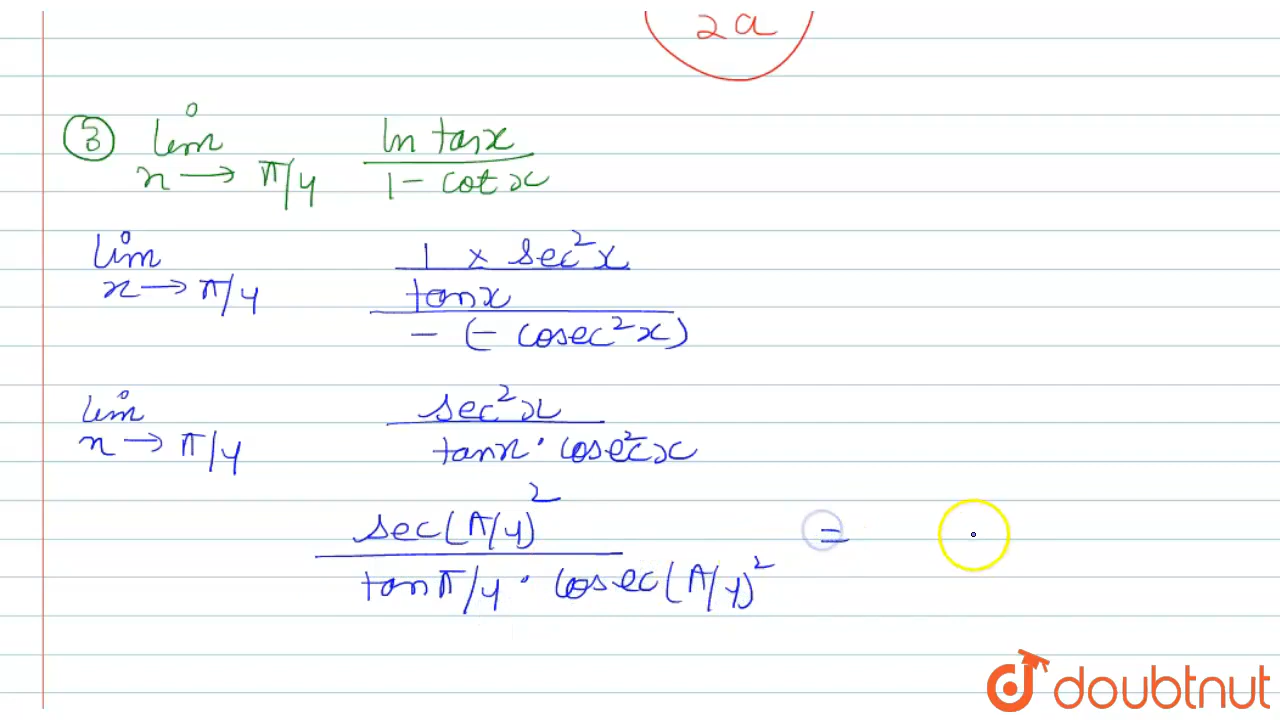 2a
3 lim ln tanx
x → π/4 1 - cot x
lim 1 × sec²x
x → π/4 tanx
- (- cosec²x)
lim sec²x
x → π/4 tanx · cosec²x
sec(π/4)² =
tanπ/4 · cosec(π/4)²
doubtnut